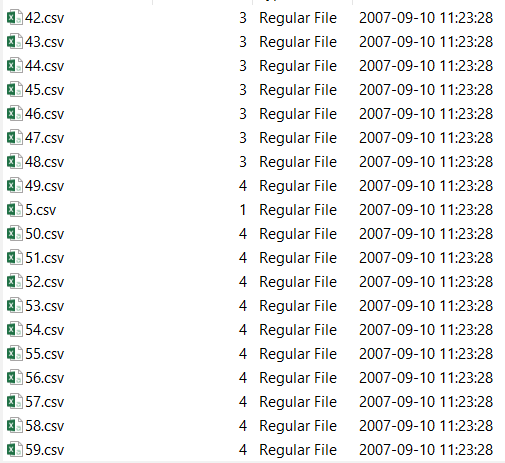 42.csv 3 Regular File 2007-09-10 11:23:28
43.csv 3 Regular File 2007-09-10 11:23:28
44.csv 3 Regular File 2007-09-10 11:23:28
45.csv 3 Regular File 2007-09-10 11:23:28
46.csv 3 Regular File 2007-09-10 11:23:28
47.csv 3 Regular File 2007-09-10 11:23:28
48.csv 3 Regular File 2007-09-10 11:23:28
49.csv 4 Regular File 2007-09-10 11:23:28
5.csv 1 Regular File 2007-09-10 11:23:28
50.csv 4 Regular File 2007-09-10 11:23:28
51.csv 4 Regular File 2007-09-10 11:23:28
52.csv 4 Regular File 2007-09-10 11:23:28
53.csv 4 Regular File 2007-09-10 11:23:28
54.csv 4 Regular File 2007-09-10 11:23:28
55.csv 4 Regular File 2007-09-10 11:23:28
56.csv 4 Regular File 2007-09-10 11:23:28
57.csv 4 Regular File 2007-09-10 11:23:28
58.csv 4 Regular File 2007-09-10 11:23:28
59.csv 4 Regular File 2007-09-10 11:23:28